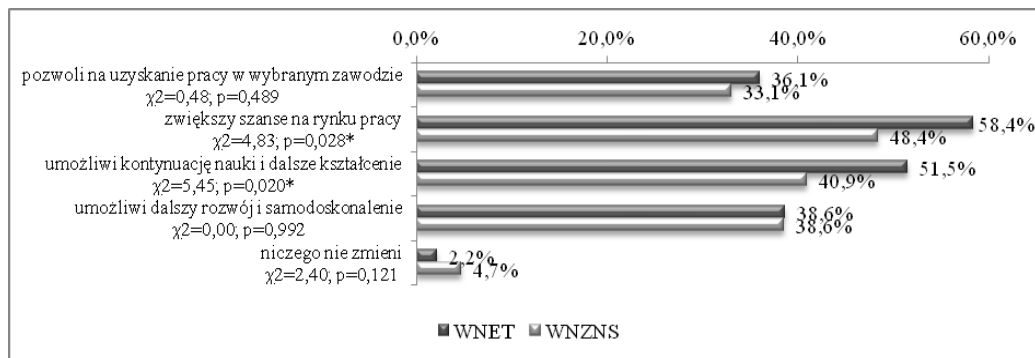 0,0% 20,0% 40,0% 60,0%
pozwoli na uzyskanie pracy w wybranym zawodzie
χ2=0,48; p=0,489
36,1%
33,1%
zwiększy szanse na rynku pracy
χ2=4,83; p=0,028*
58,4%
48,4%
umożliwi kontynuację nauki i dalsze kształcenie
χ2=5,45; p=0,020*
51,5%
40,9%
umożliwi dalszy rozwój i samodoskonalenie
χ2=0,00; p=0,992
38,6%
38,6%
niczego nie zmieni
χ2=2,40; p=0,121
2,2%
4,7%
WNET WNZNS